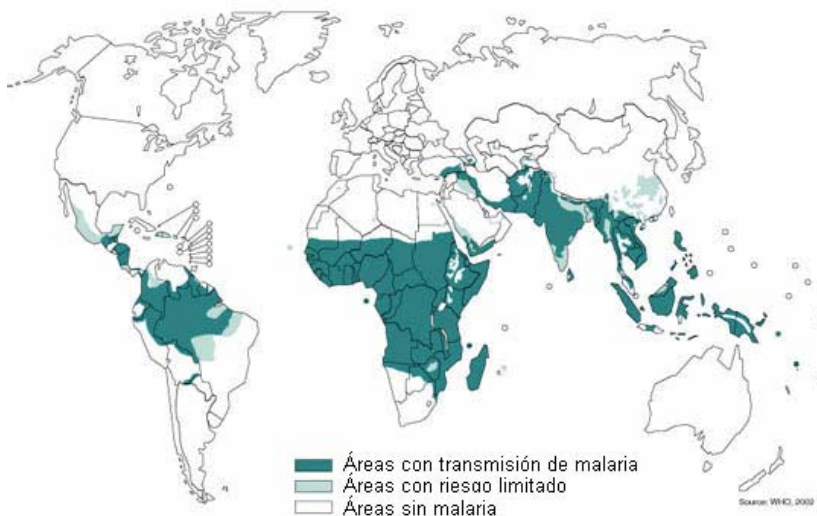 Áreas con transmisión de malaria
Áreas con riesgo limitado
Áreas sin malaria
Source: WHO, 2002